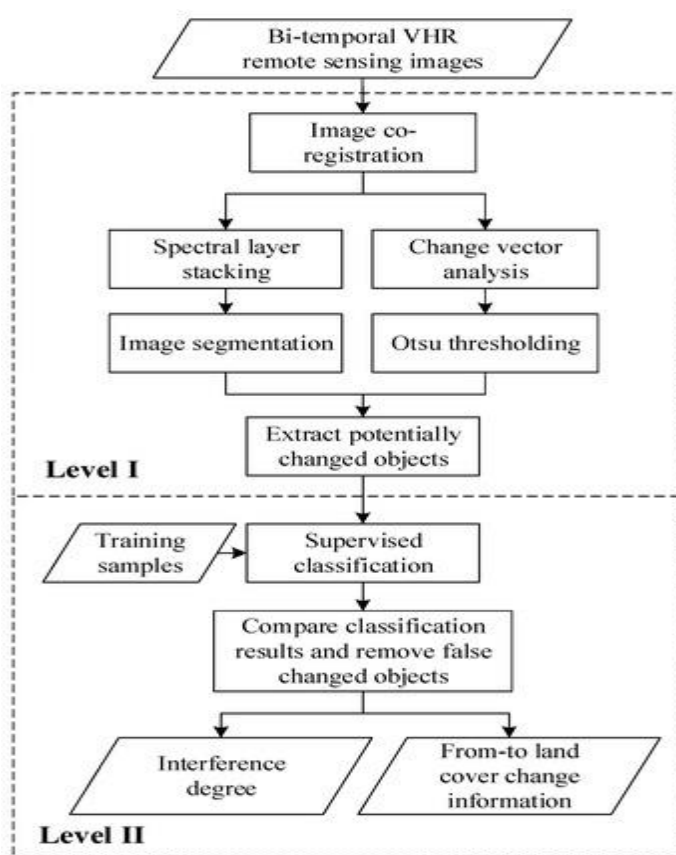 Bi-temporal VHR
remote sensing images
Image co-
registration
Spectral layer
stacking
Change vector
analysis
Image segmentation
Otsu thresholding
Extract potentially
changed objects
Level I
Training
samples
Supervised
classification
Compare classification
results and remove false
changed objects
Interference
degree
From-to land
cover change
information
Level II